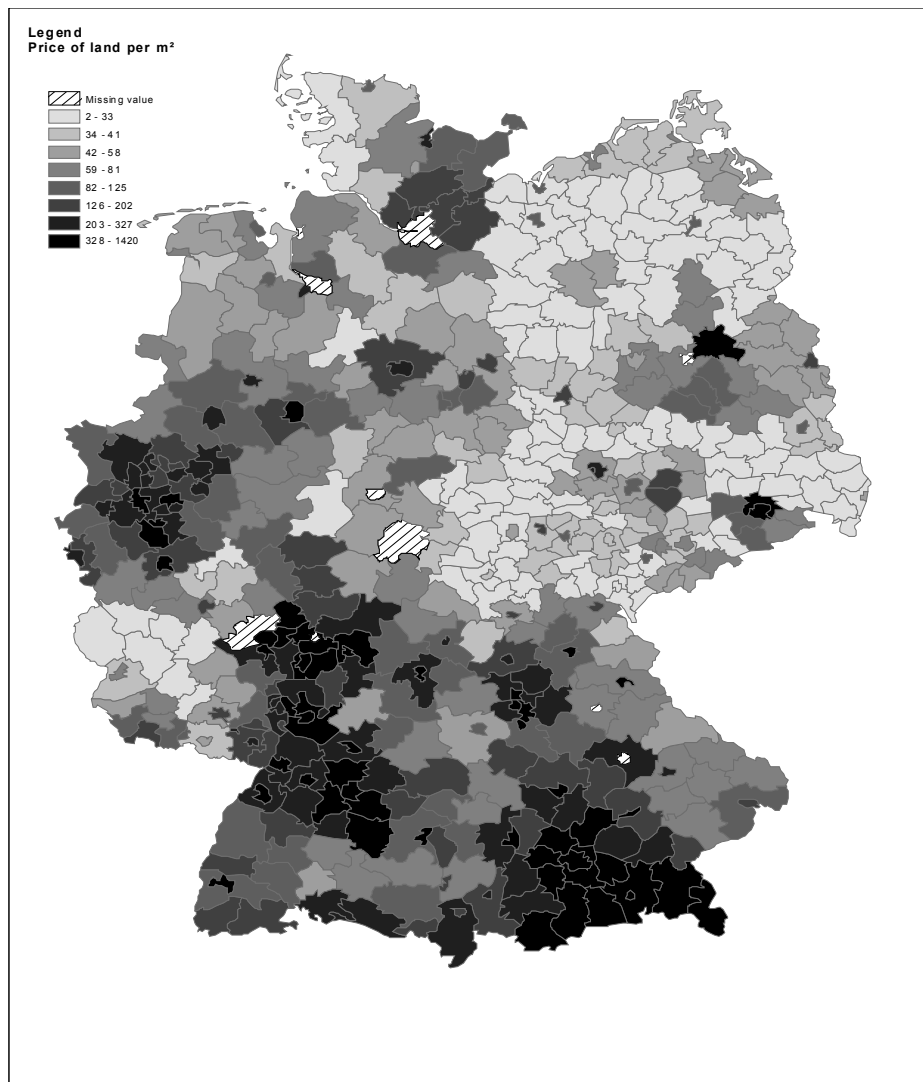 Legend
Price of land per m²
Missing value
2 - 33
34 - 41
42 - 58
59 - 81
82 - 125
126 - 202
203 - 327
328 - 1420